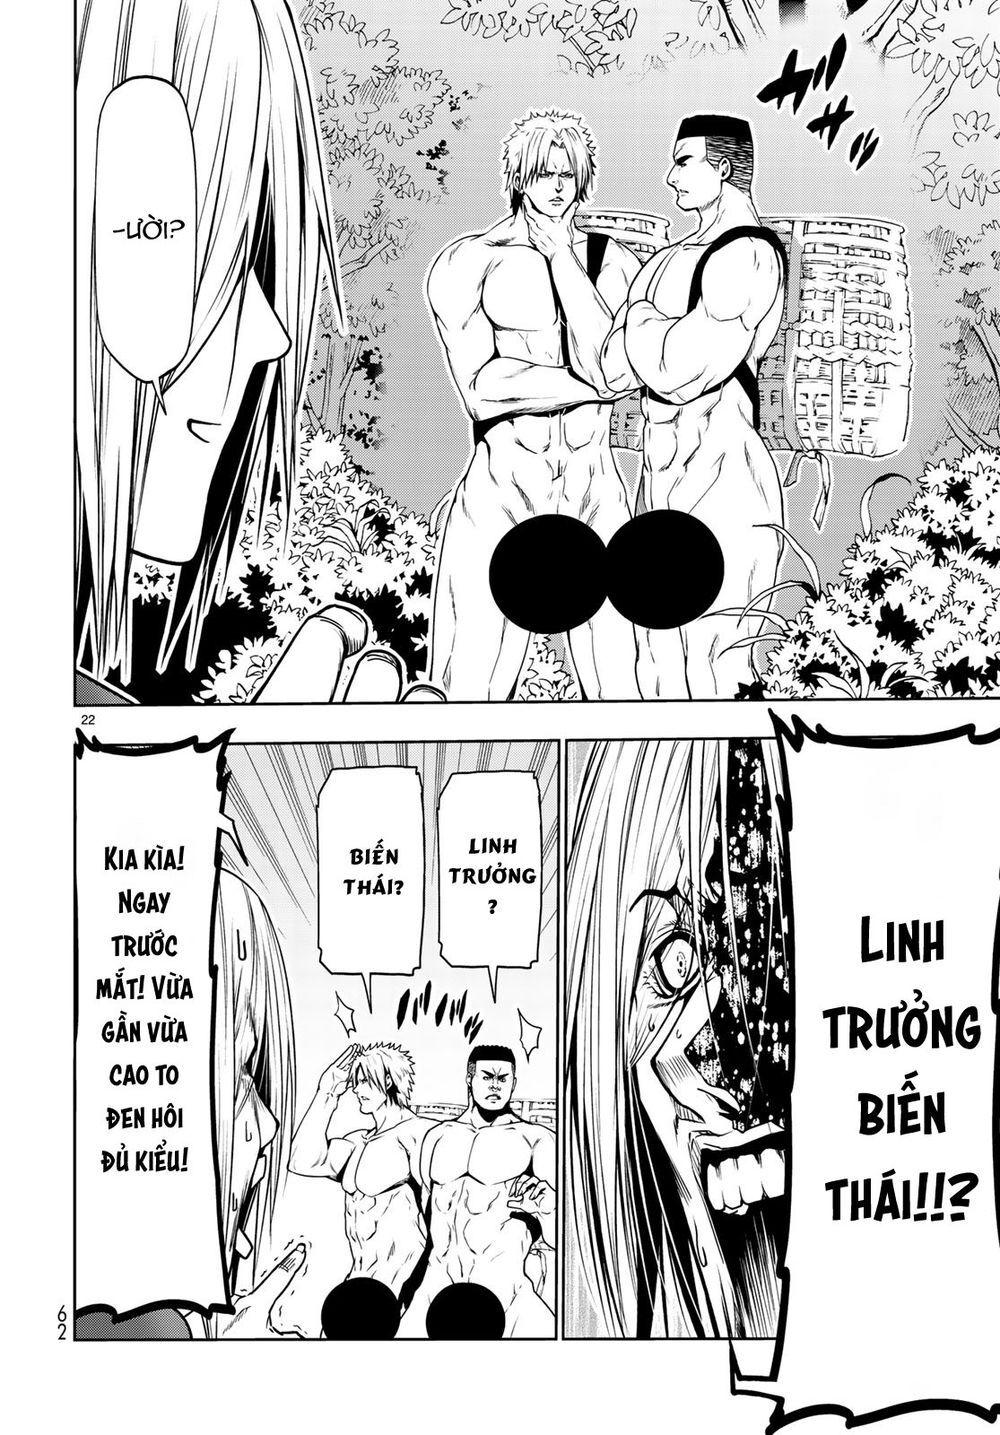 -ƯỜI?
22
LINH
TRƯỞNG
BIẾN
THÁI!!!?
LINH
TRƯỞNG
?
BIẾN
THÁI?
KIA KÌA!
NGAY
TRƯỚC
MẮT! VỪA
GẦN VỪA
CAO TO
ĐEN HÔI
ĐỦ KIỂU!
62